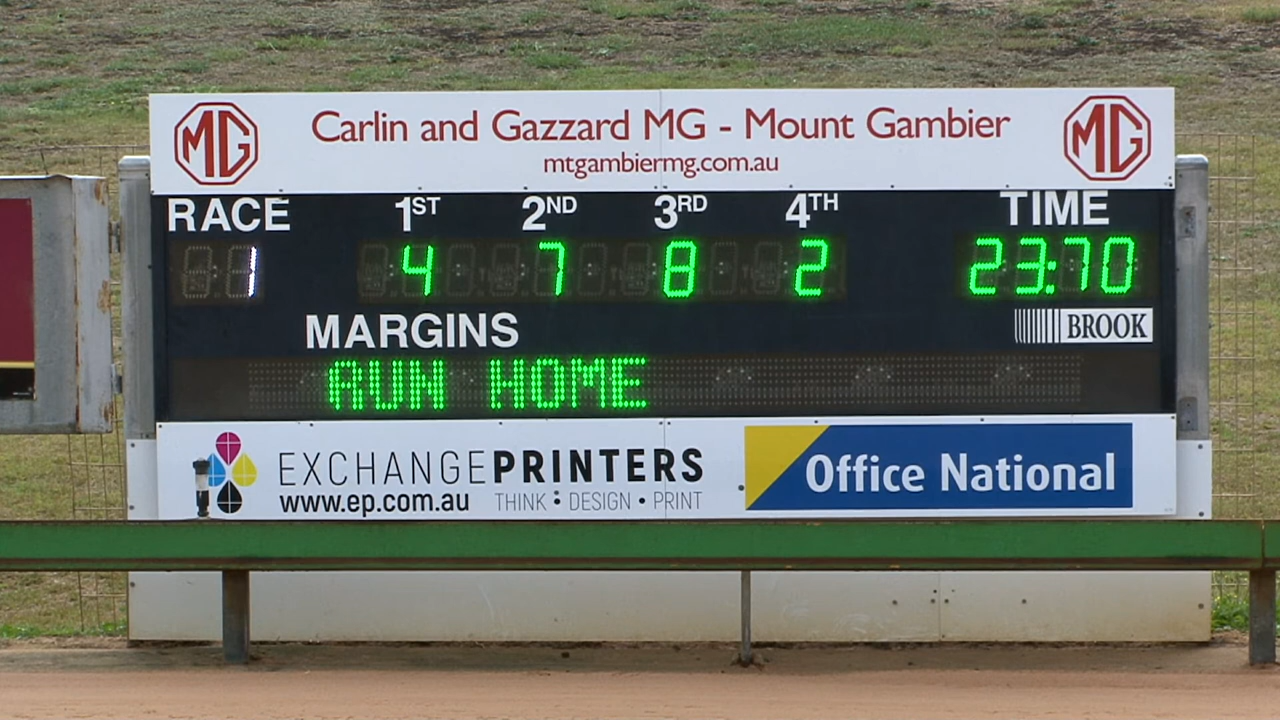 MG Carlin and Gazzard MG - Mount Gambier MG
mtgambiermg.com.au
RACE 1ST 2ND 3RD 4TH TIME
1 4 7 8 2 23:70
MARGINS BROOK
RUN HOME
EXCHANGEPRINTERS
www.ep.com.au THINK • DESIGN • PRINT
Office National